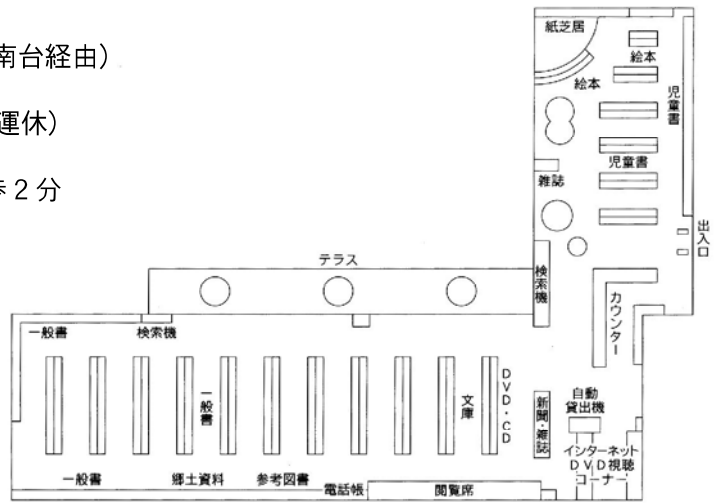 南台経由）
運休）
歩２分
紙芝居
絵本
絵本
児童書
児童書
雑誌
出入口
検索機
カウンター
テラス
一般書
検索機
一般書
文庫
DVD・CD
新聞・雑誌
自動
貸出機
インターネット
DVD視聴
コーナー
一般書
郷土資料
参考図書
電話帳
閲覧席